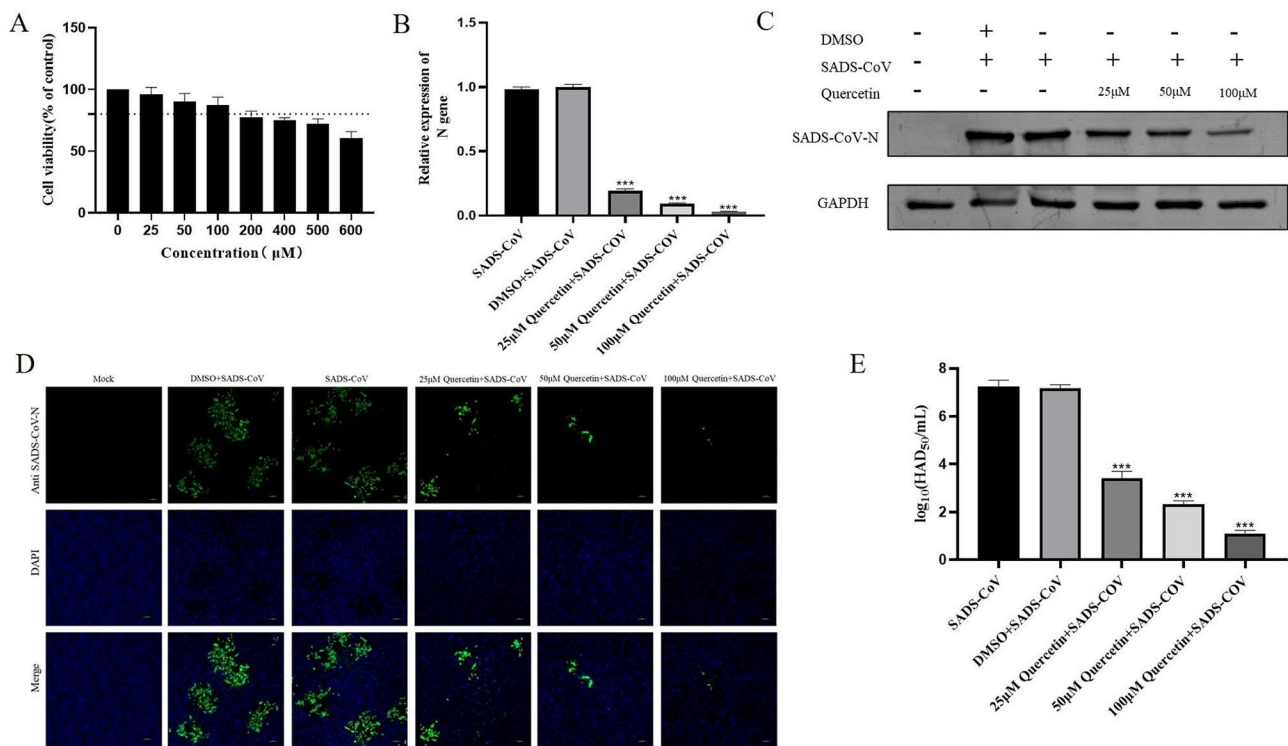 A
150
100
50
0
Cell viability(% of control)
0 25 50 100 200 400 500 600
Concentration( μM)
B
1.5
1.0
0.5
0.0
Relative expression of
N gene
***
***
***
SADS-CoV
DMSO+SADS-CoV
25μM Quercetin+SADS-COV
50μM Quercetin+SADS-COV
100μM Quercetin+SADS-COV
C
DMSO - + - - - -
SADS-CoV - + + + + +
Quercetin - - - 25μM 50μM 100μM
SADS-CoV-N
GAPDH
D
Mock DMSO+SADS-CoV SADS-CoV 25μM Quercetin+SADS-CoV 50μM Quercetin+SADS-CoV 100μM Quercetin+SADS-CoV
Anti SADS-CoV-N
DAPI
Merge
E
8
6
4
2
0
log10(HAD50/mL)
***
***
***
SADS-CoV
DMSO+SADS-CoV
25μM Quercetin+SADS-COV
50μM Quercetin+SADS-COV
100μM Quercetin+SADS-COV